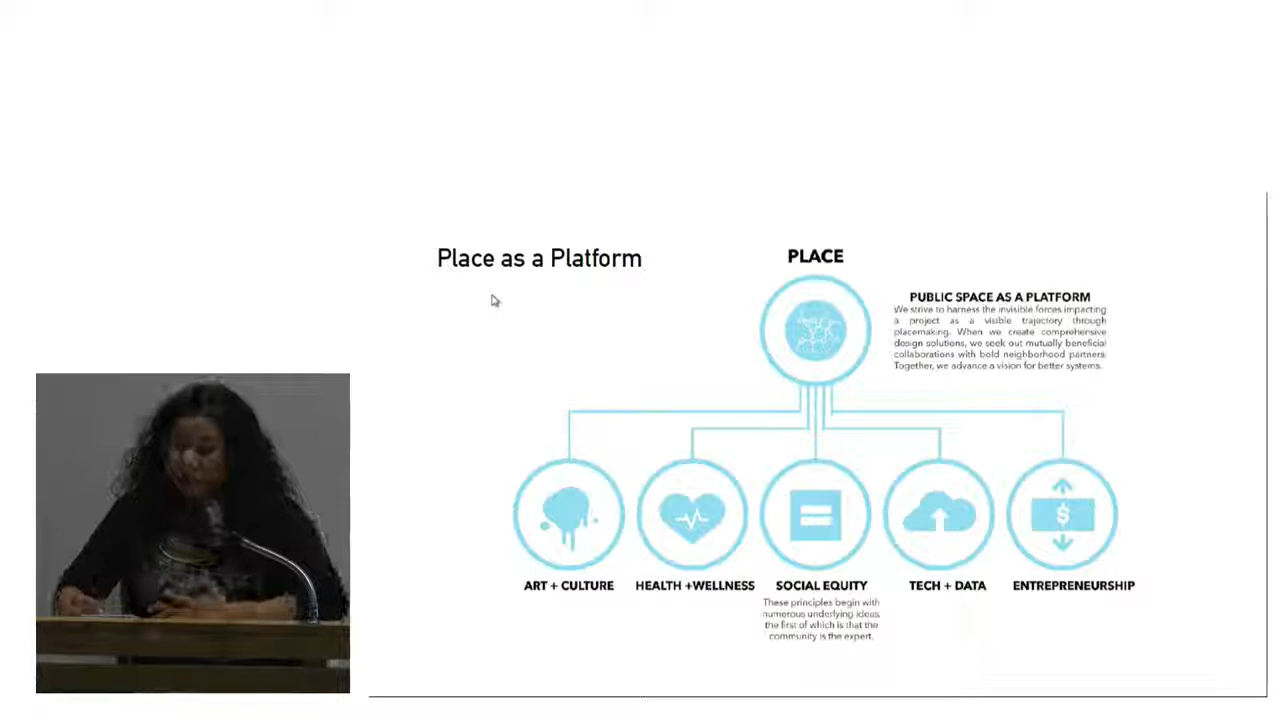 Place as a Platform
PLACE
PUBLIC SPACE AS A PLATFORM
We strive to harness the invisible forces impacting
a project as a visible trajectory through
placemaking. When we create comprehensive
design solutions, we seek out mutually beneficial
collaborations with bold neighborhood partners.
Together, we advance a vision for better systems.
$
ART + CULTURE
HEALTH +WELLNESS
SOCIAL EQUITY
TECH + DATA
ENTREPRENEURSHIP
These principles begin with
numerous underlying ideas,
the first of which is that the
community is the expert.